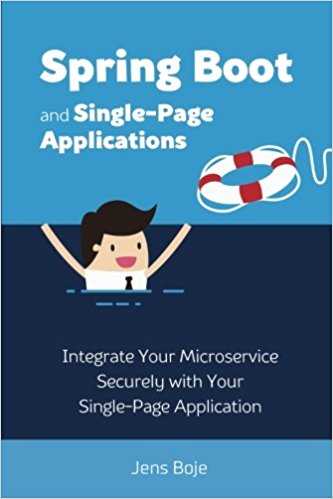 Spring Boot
and Single-Page
Applications
Integrate Your Microservice
Securely with Your
Single-Page Application
Jens Boje